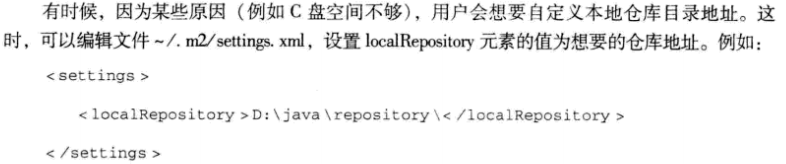 有时候，因为某些原因（例如 C 盘空间不够），用户会想要自定义本地仓库目录地址。这
时，可以编辑文件 ~/. m2/settings. xml，设置 localRepository 元素的值为想要的仓库地址。例如：
<settings>
<localRepository>D:\java\repository\</localRepository>
</settings>